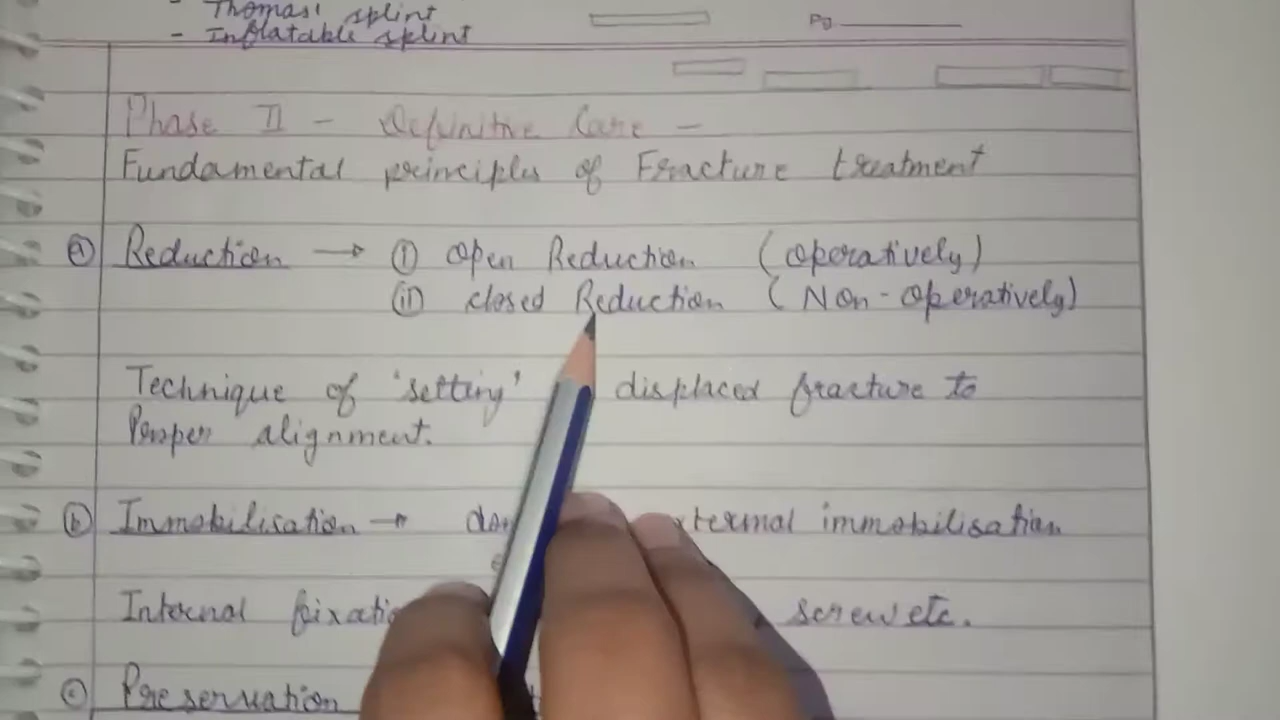 - Thomas' splint
- Inflatable splint
Pg.
Phase II - Definitive Care -
Fundamental principles of Fracture treatment
(a) Reduction → (i) Open Reduction (Operatively)
(ii) closed Reduction (Non-Operatively)
Technique of 'setting' displaced fracture to
Proper alignment.
(b) Immobilisation → external immobilisation
Internal screw etc.
(c) Preservation